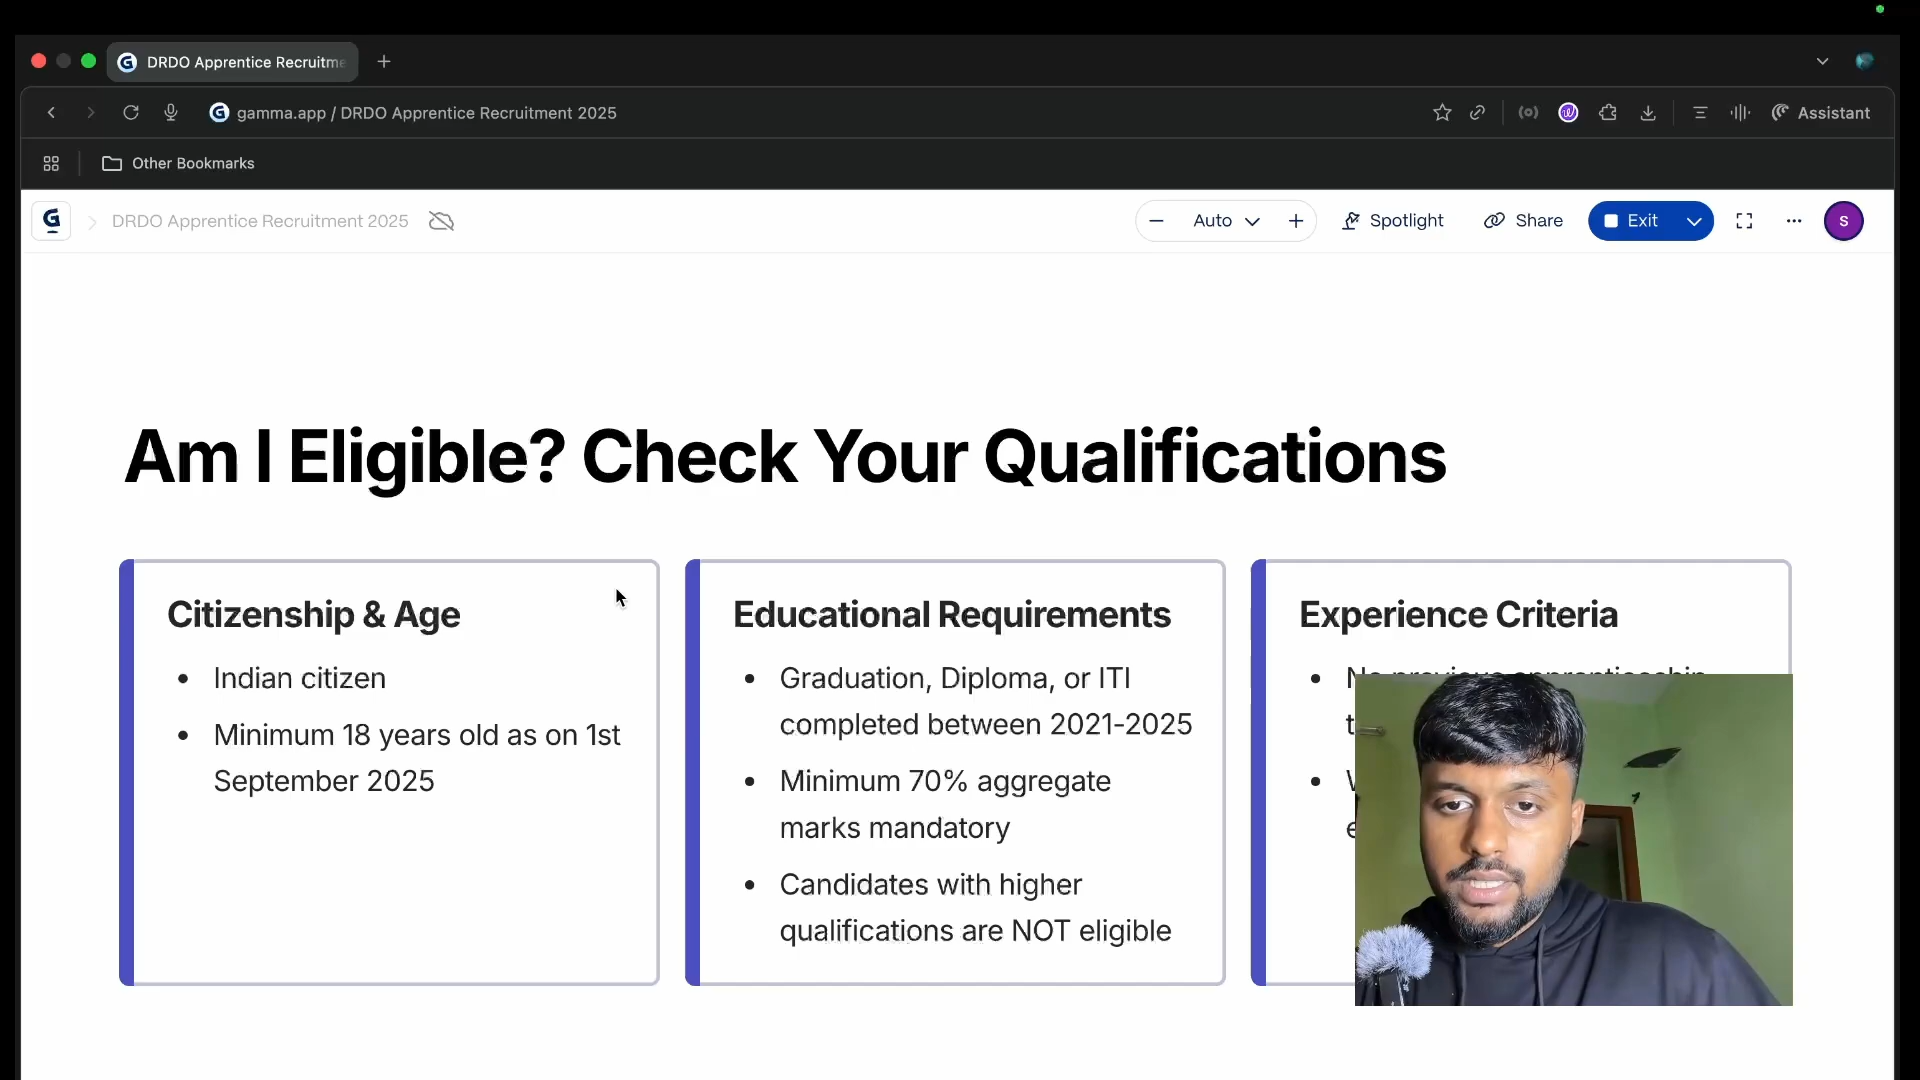 DRDO Apprentice Recruitme
gamma.app / DRDO Apprentice Recruitment 2025
Assistant
Other Bookmarks
DRDO Apprentice Recruitment 2025
Auto
Spotlight
Share
Exit
S
Am I Eligible? Check Your Qualifications
Citizenship & Age
• Indian citizen
• Minimum 18 years old as on 1st
September 2025
Educational Requirements
• Graduation, Diploma, or ITI
completed between 2021-2025
• Minimum 70% aggregate
marks mandatory
• Candidates with higher
qualifications are NOT eligible
Experience Criteria
• No previous apprenticeship